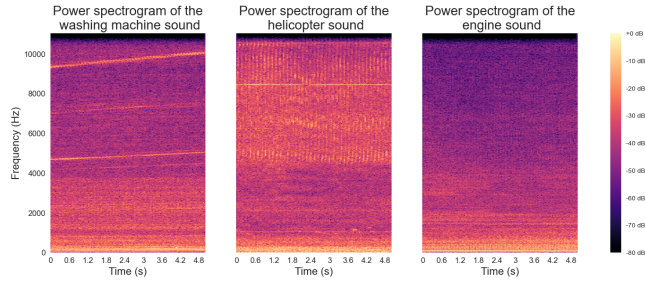 Power spectrogram of the
washing machine sound
Power spectrogram of the
helicopter sound
Power spectrogram of the
engine sound
10000
8000
6000
4000
2000
0
Frequency (Hz)
0 0.6 1.2 1.8 2.4 3 3.6 4.2 4.8
0 0.6 1.2 1.8 2.4 3 3.6 4.2 4.8
0 0.6 1.2 1.8 2.4 3 3.6 4.2 4.8
Time (s)
Time (s)
Time (s)
+0 dB
-10 dB
-20 dB
-30 dB
-40 dB
-50 dB
-60 dB
-70 dB
-80 dB